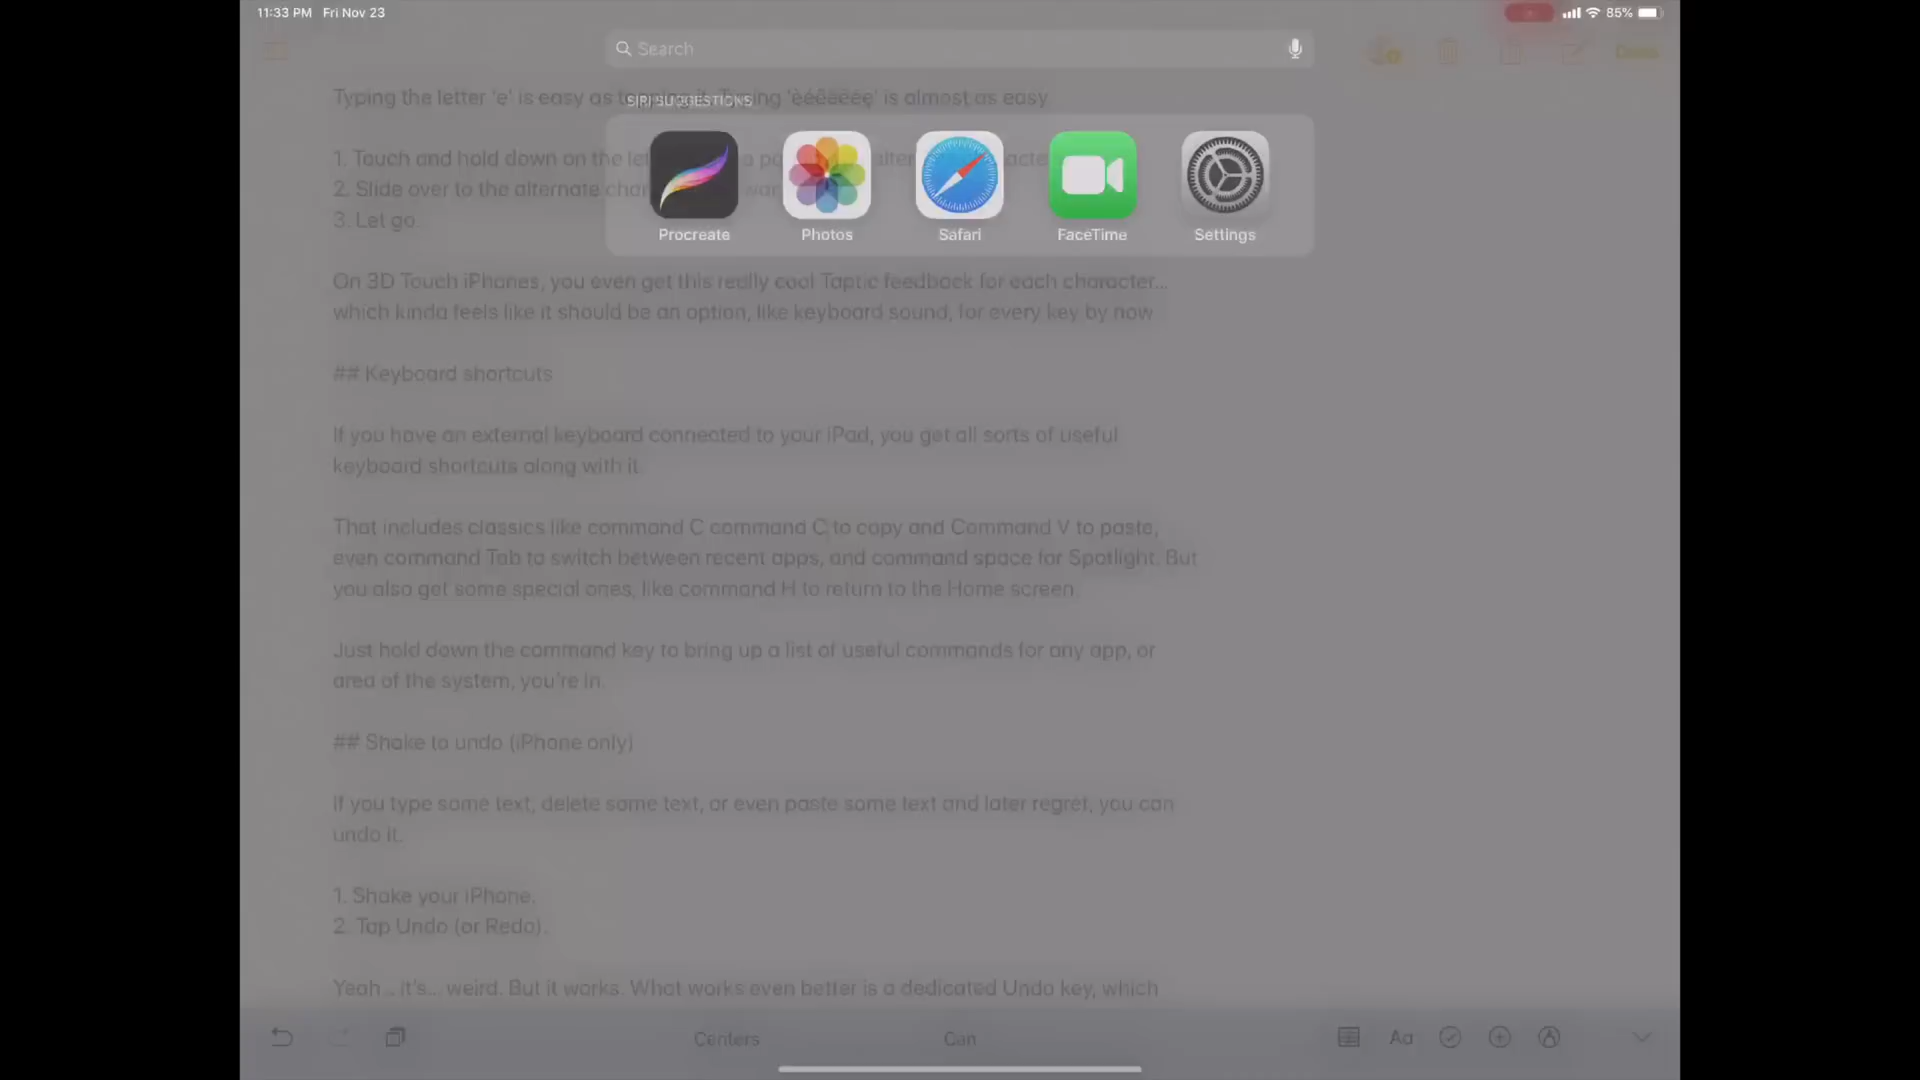 11:33 PM Fri Nov 23
85%
Search
Typing the letter 'e' is easy as tapping it. Typing 'èéêëēėę' is almost as easy.
SIRI SUGGESTIONS
1. Touch and hold down on the
2. Slide over to the alternate
3. Let go.
Procreate Photos Safari FaceTime Settings
On 3D Touch iPhones, you even get this really cool Taptic feedback for each character...
which kinda feels like it should be an option, like keyboard sound, for every key by now
## Keyboard shortcuts
If you have an external keyboard connected to your iPad, you get all sorts of useful
keyboard shortcuts along with it.
That includes classics like command C command C to copy and Command V to paste,
even command Tab to switch between recent apps, and command space for Spotlight. But
you also get some special ones, like command H to return to the Home screen.
Just hold down the command key to bring up a list of useful commands for any app, or
area of the system, you're in.
## Shake to undo (iPhone only)
If you type some text, delete some text, or even paste some text and later regret, you can
undo it.
1. Shake your iPhone.
2. Tap Undo (or Redo).
Yeah... it's... weird. But it works. What works even better is a dedicated Undo key, which
Centers Can
Aa